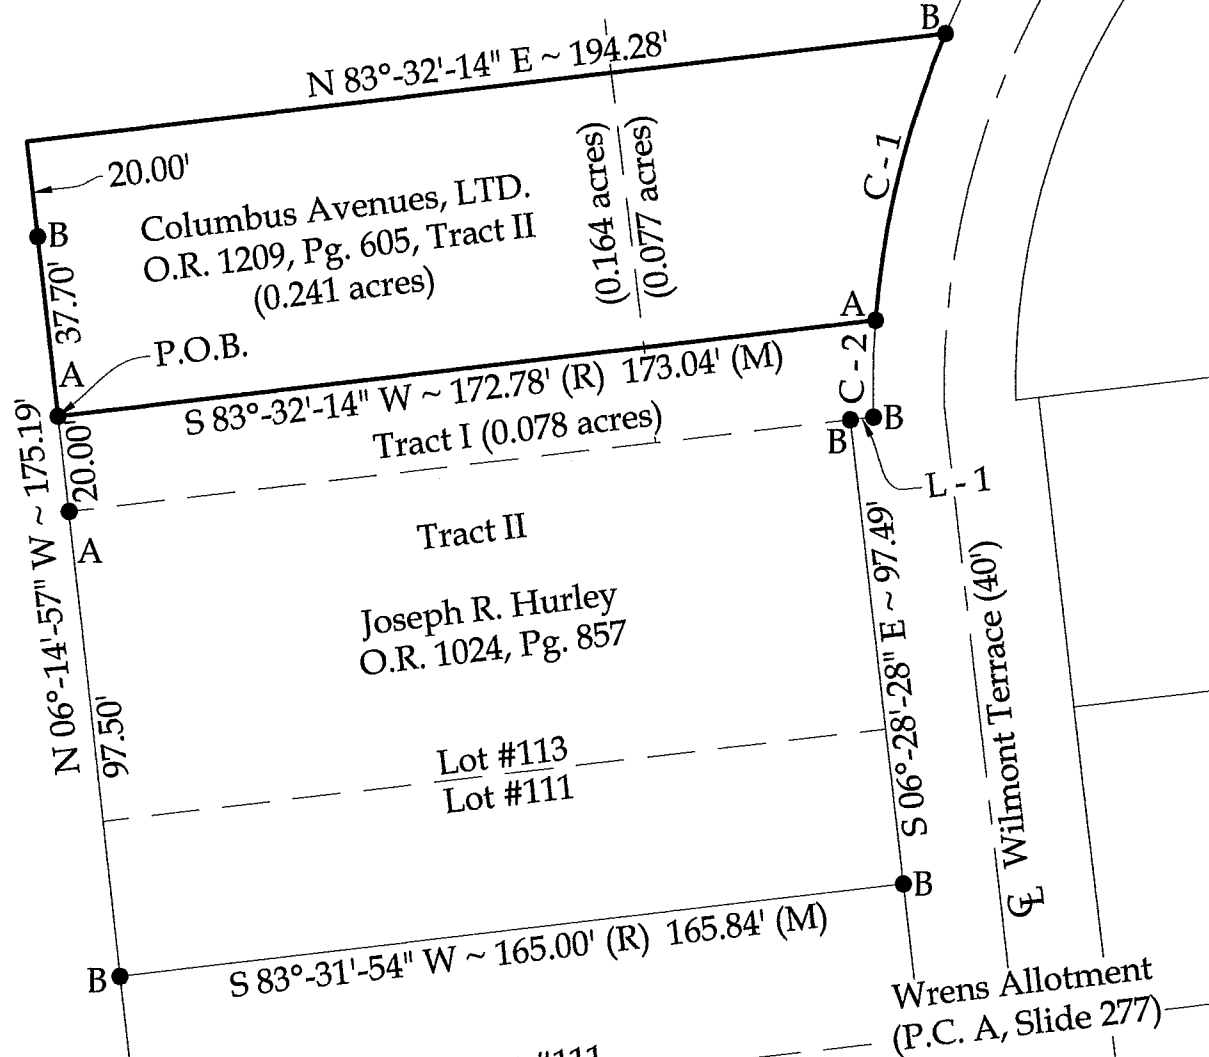 B
N 83°-32'-14" E ~ 194.28'
20.00'
Columbus Avenues, LTD.
O.R. 1209, Pg. 605, Tract II
(0.241 acres)
(0.164 acres)
(0.077 acres)
C - 1
B
37.70'
A
P.O.B.
A
S 83°-32'-14" W ~ 172.78' (R) 173.04' (M)
C - 2
Tract I (0.078 acres)
20.00'
B
B
L - 1
A
Tract II
Joseph R. Hurley
O.R. 1024, Pg. 857
N 06°-14'-57" W ~ 175.19'
97.50'
S 06°-28'-28" E ~ 97.49'
Lot #113
Lot #111
℄ Wilmont Terrace (40')
B
B
S 83°-31'-54" W ~ 165.00' (R) 165.84' (M)
Wrens Allotment
(P.C. A, Slide 277)